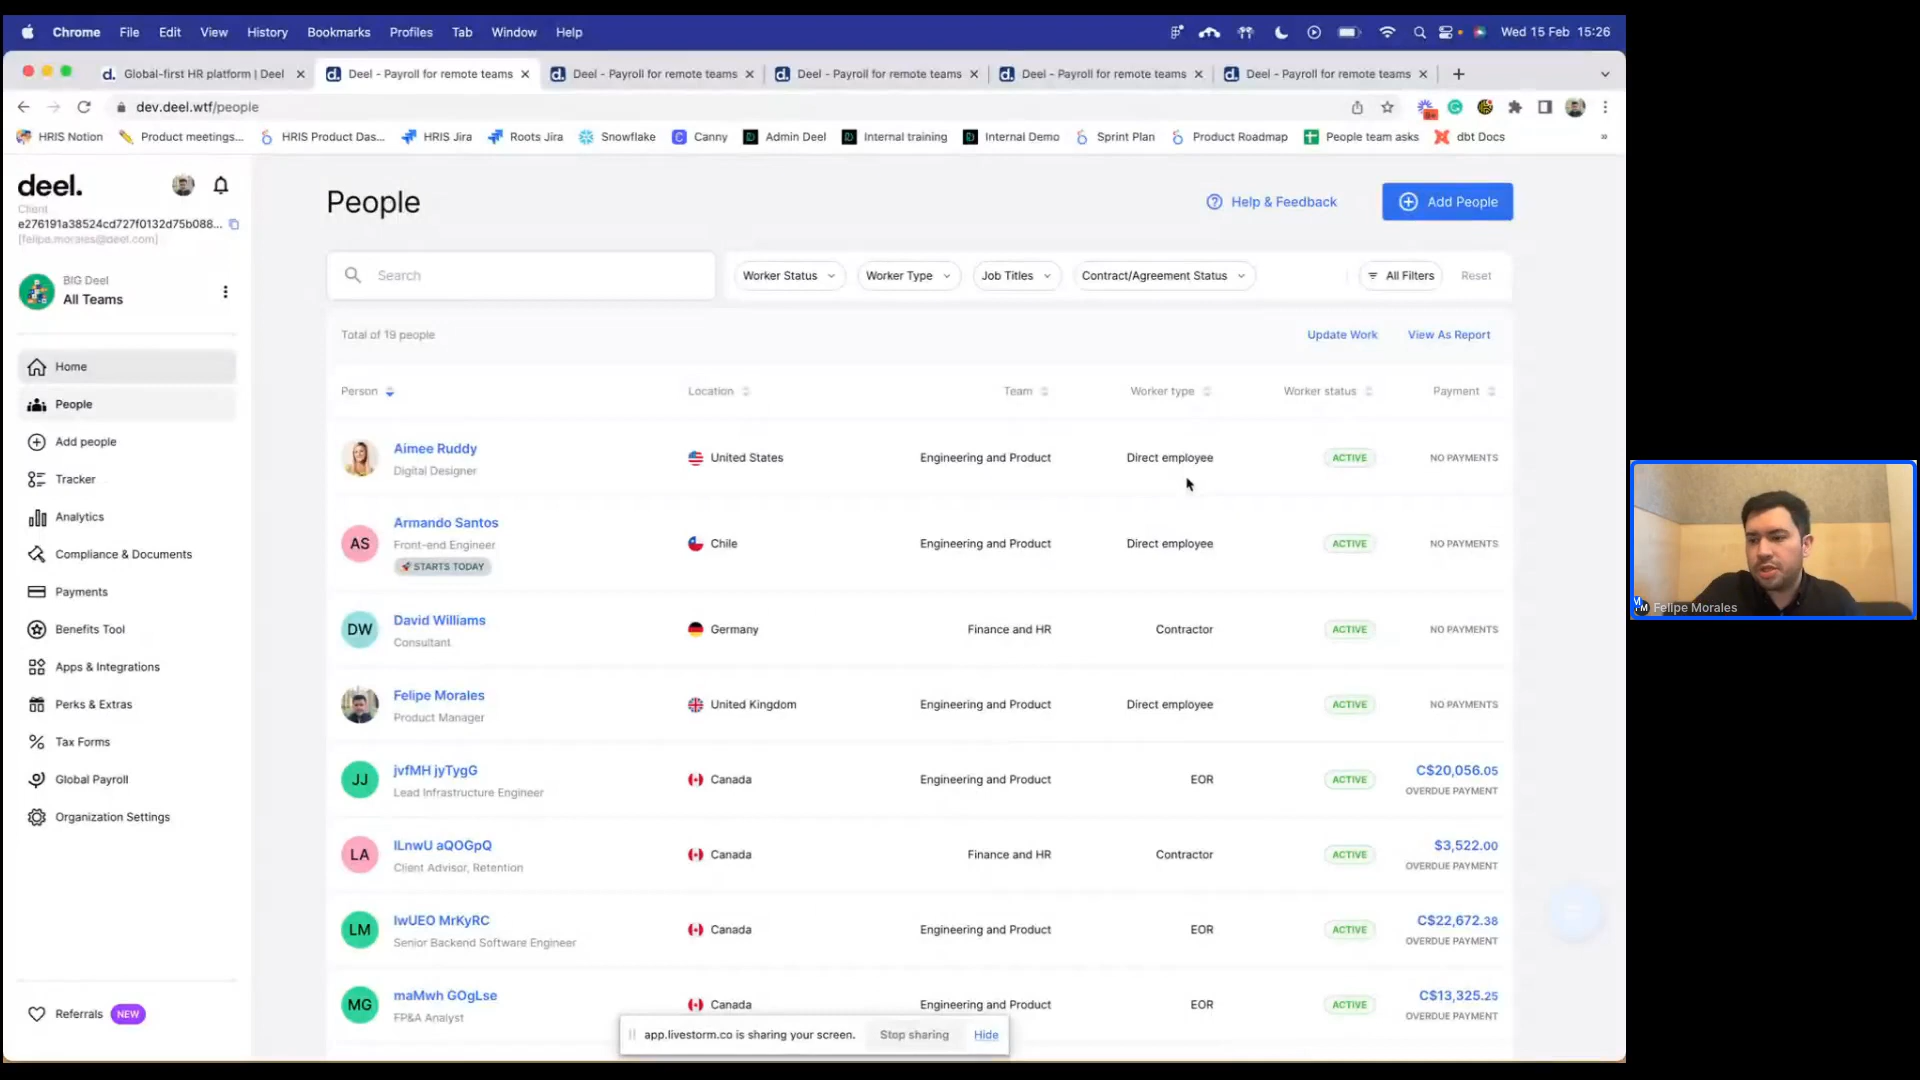 Chrome File Edit View History Bookmarks Profiles Tab Window Help Wed 15 Feb 15:26
d. Global-first HR platform | Deel Deel - Payroll for remote teams Deel - Payroll for remote teams Deel - Payroll for remote teams Deel - Payroll for remote teams Deel - Payroll for remote teams
dev.deel.wtf/people
HRIS Notion Product meetings... HRIS Product Das... HRIS Jira Roots Jira Snowflake Canny Admin Deel Internal training Internal Demo Sprint Plan Product Roadmap People team asks dbt Docs »
deel.
Client
e276191a38524cd727f0132d75b088...
[felipe.morales@deel.com]
BIG Deel
All Teams
Home
People
Add people
Tracker
Analytics
Compliance & Documents
Payments
Benefits Tool
Apps & Integrations
Perks & Extras
Tax Forms
Global Payroll
Organization Settings
Referrals NEW
People
Help & Feedback
Add People
Search
Worker Status Worker Type Job Titles Contract/Agreement Status All Filters Reset
Total of 19 people Update Work View As Report
Person Location Team Worker type Worker status Payment
Aimee Ruddy
Digital Designer
United States Engineering and Product Direct employee ACTIVE NO PAYMENTS
AS
Armando Santos
Front-end Engineer
STARTS TODAY
Chile Engineering and Product Direct employee ACTIVE NO PAYMENTS
DW
David Williams
Consultant
Germany Finance and HR Contractor ACTIVE NO PAYMENTS
Felipe Morales
Product Manager
United Kingdom Engineering and Product Direct employee ACTIVE NO PAYMENTS
JJ
jvfMH jyTygG
Lead Infrastructure Engineer
Canada Engineering and Product EOR ACTIVE C$20,056.05
OVERDUE PAYMENT
LA
lLnwU aQOGpQ
Client Advisor, Retention
Canada Finance and HR Contractor ACTIVE $3,522.00
OVERDUE PAYMENT
LM
lwUEO MrKyRC
Senior Backend Software Engineer
Canada Engineering and Product EOR ACTIVE C$22,672.38
OVERDUE PAYMENT
MG
maMwh GOgLse
FP&A Analyst
Canada Engineering and Product EOR ACTIVE C$13,325.25
OVERDUE PAYMENT
app.livestorm.co is sharing your screen. Stop sharing Hide
Felipe Morales